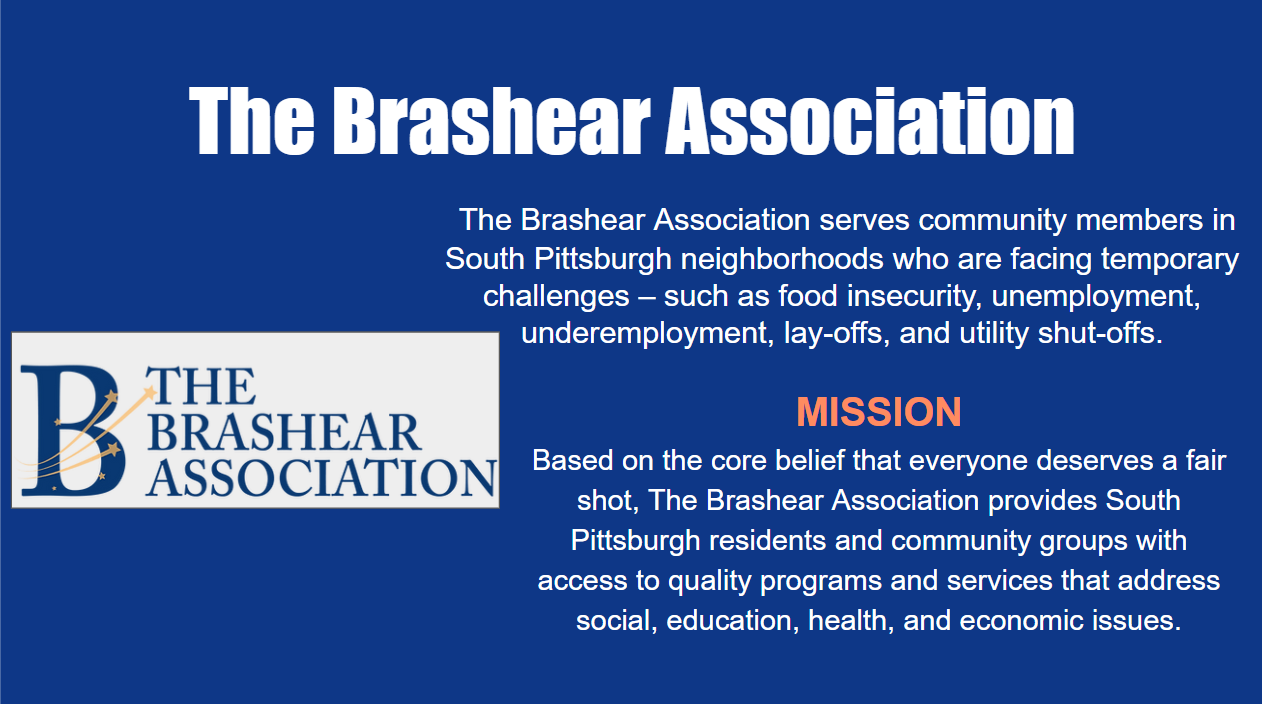 The Brashear Association
The Brashear Association serves community members in
South Pittsburgh neighborhoods who are facing temporary
challenges – such as food insecurity, unemployment,
underemployment, lay-offs, and utility shut-offs.
B THE
BRASHEAR
ASSOCIATION
MISSION
Based on the core belief that everyone deserves a fair
shot, The Brashear Association provides South
Pittsburgh residents and community groups with
access to quality programs and services that address
social, education, health, and economic issues.